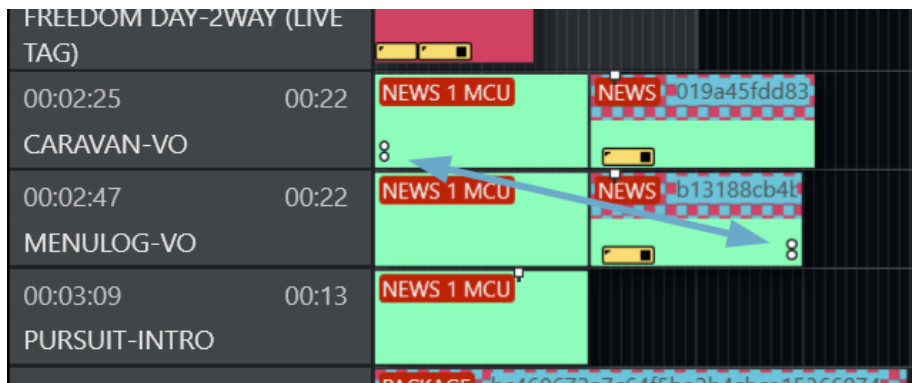 FREEDOM DAY-2WAY (LIVE
TAG)
00:02:25 00:22
CARAVAN-VO
NEWS 1 MCU
NEWS 019a45fdd83
00:02:47 00:22
MENULOG-VO
NEWS 1 MCU
NEWS b13188cb4b
00:03:09 00:13
PURSUIT-INTRO
NEWS 1 MCU
PACKAGE